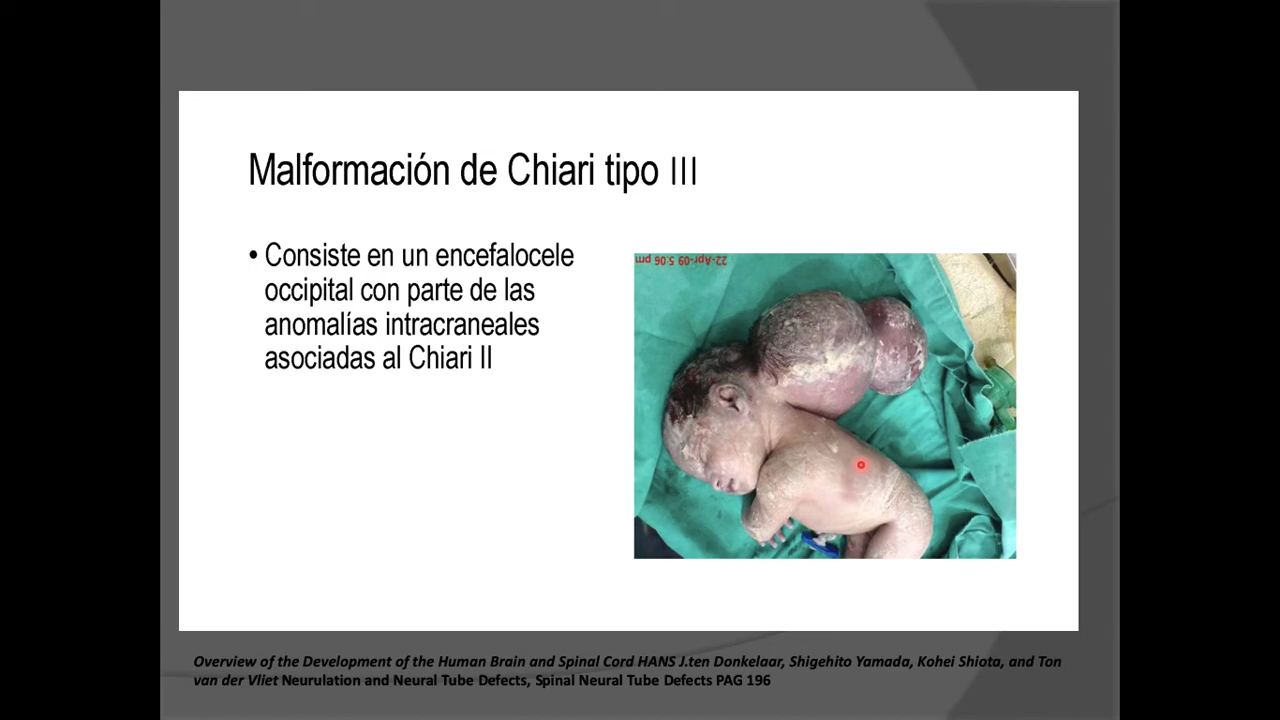 Malformación de Chiari tipo III
• Consiste en un encefalocele
occipital con parte de las
anomalías intracraneales
asociadas al Chiari II
22-Apr-09 5:06 pm
Overview of the Development of the Human Brain and Spinal Cord HANS J.ten Donkelaar, Shigehito Yamada, Kohei Shiota, and Ton
van der Vliet Neurulation and Neural Tube Defects, Spinal Neural Tube Defects PAG 196